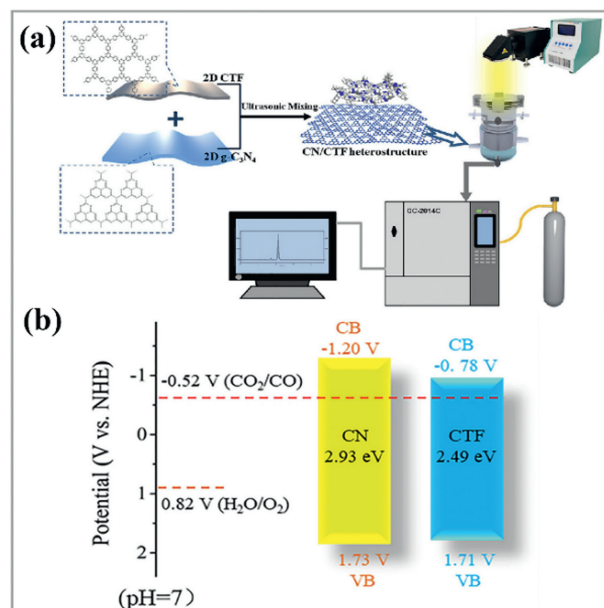 (a)
2D CTF
+
Ultrasonic Mixing
2D g-C₃N₄
CN/CTF heterostructure
GC-2014C
(b)
Potential (V vs. NHE)
-1
0
1
2
(pH=7)
-0.52 V (CO₂/CO)
0.82 V (H₂O/O₂)
CB
-1.20 V
CN
2.93 eV
1.73 V
VB
CB
-0. 78 V
CTF
2.49 eV
1.71 V
VB